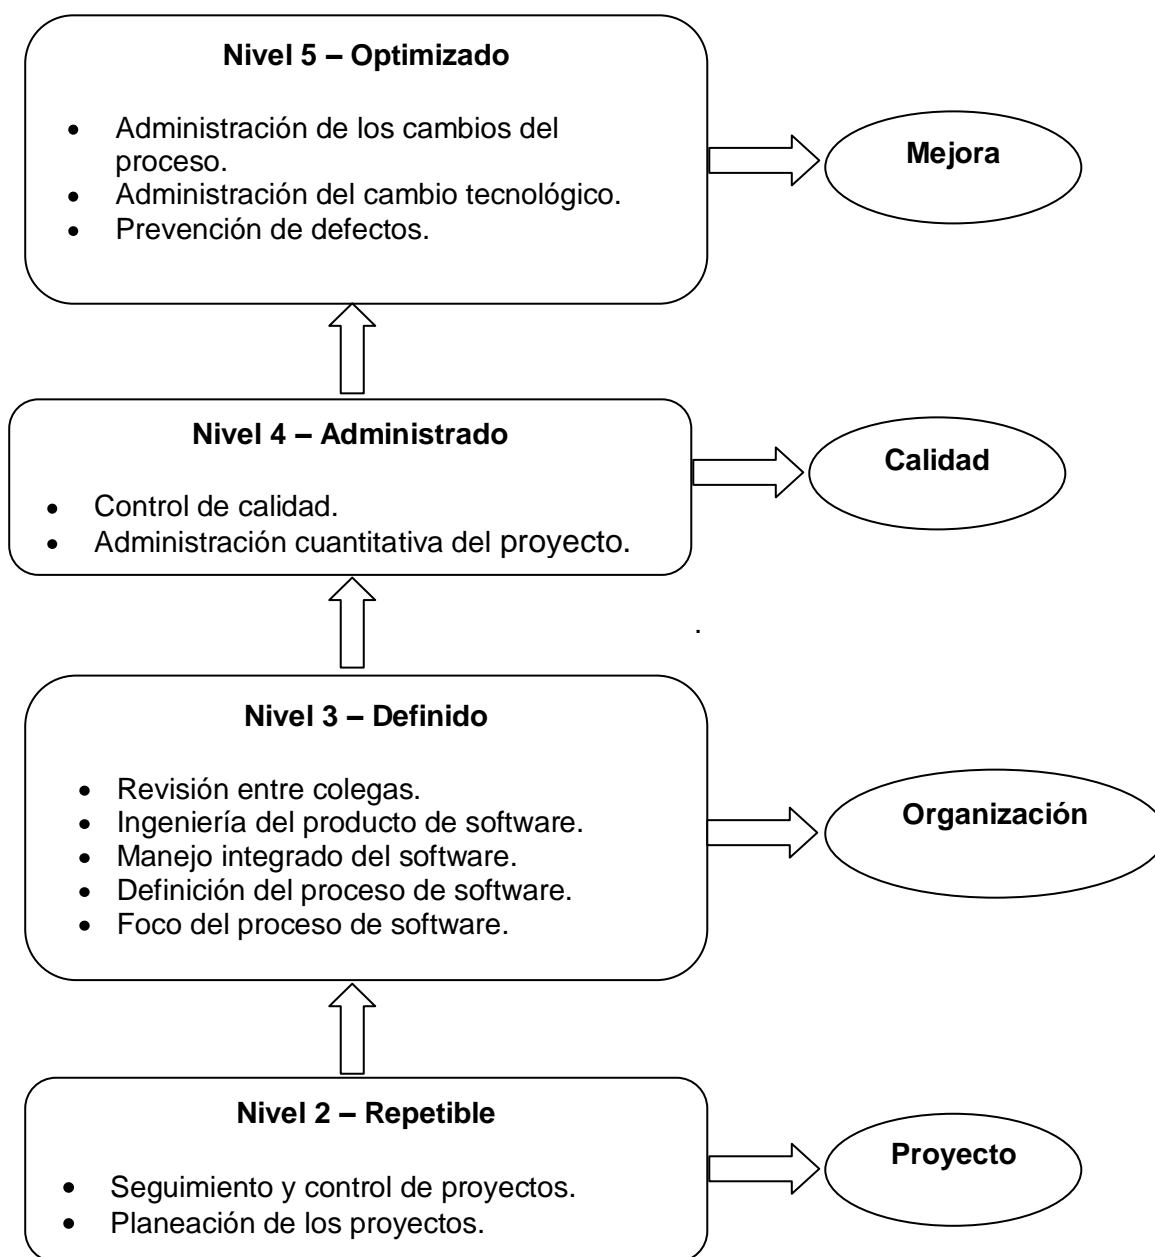 Nivel 5 – Optimizado
• Administración de los cambios del
proceso.
• Administración del cambio tecnológico.
• Prevención de defectos.
Mejora
Nivel 4 – Administrado
• Control de calidad.
• Administración cuantitativa del proyecto.
Calidad
.
Nivel 3 – Definido
• Revisión entre colegas.
• Ingeniería del producto de software.
• Manejo integrado del software.
• Definición del proceso de software.
• Foco del proceso de software.
Organización
Nivel 2 – Repetible
• Seguimiento y control de proyectos.
• Planeación de los proyectos.
Proyecto